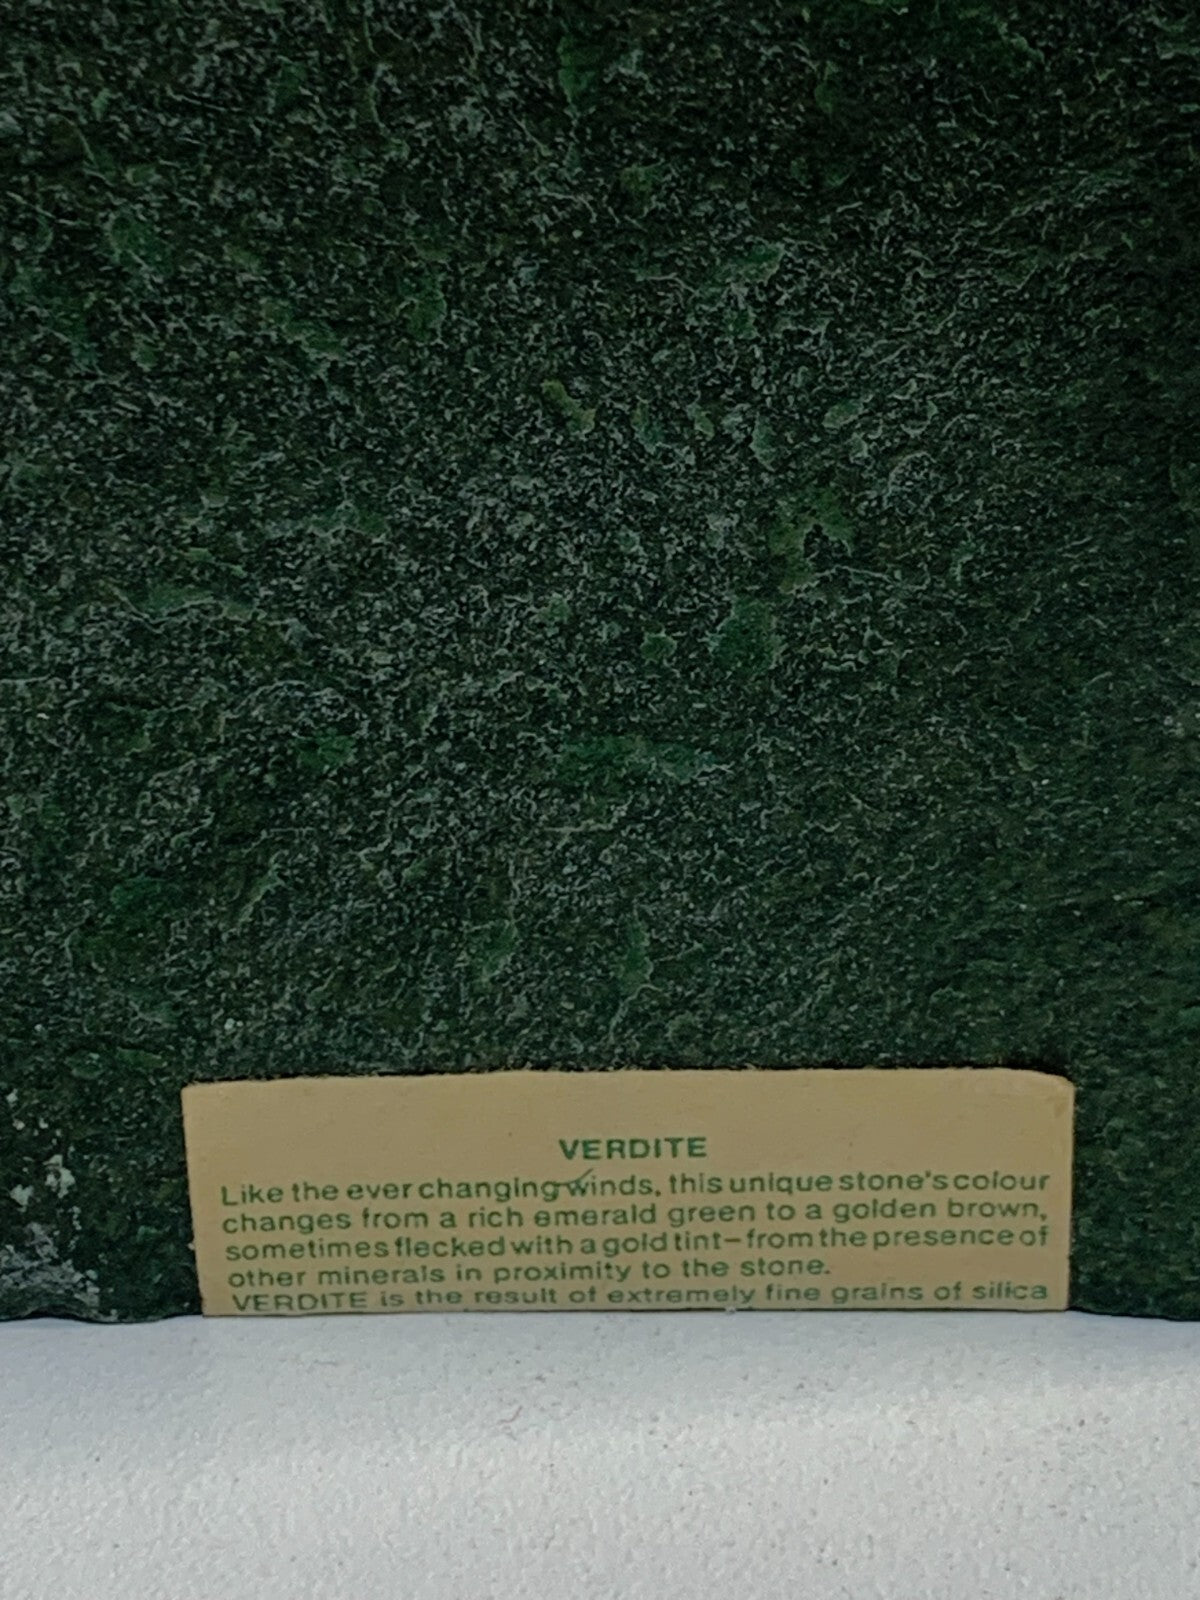 VERDITE
Like the ever changing winds, this unique stone's colour
changes from a rich emerald green to a golden brown,
sometimes flecked with a gold tint–from the presence of
other minerals in proximity to the stone.
VERDITE is the result of extremely fine grains of silica